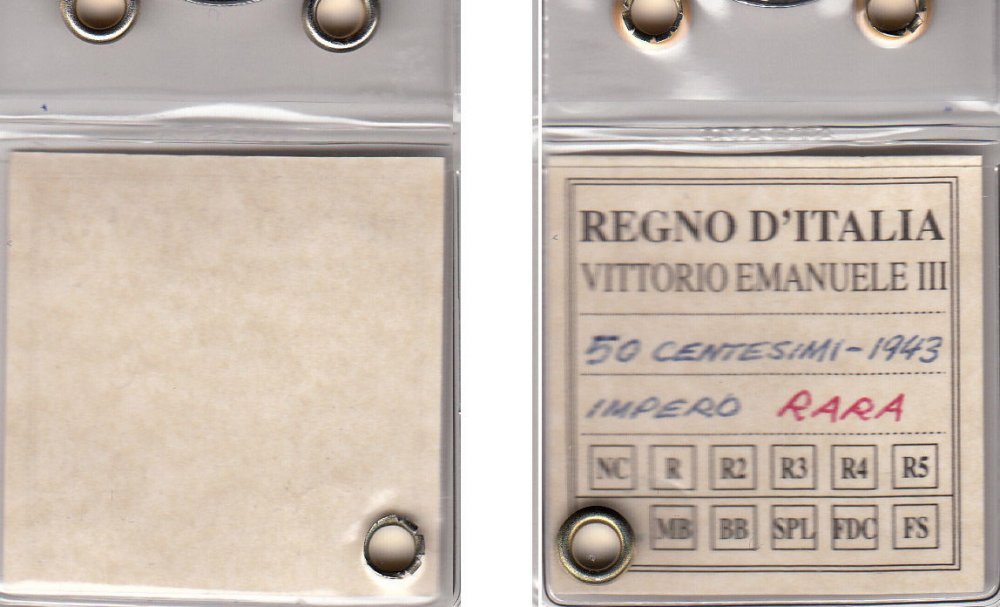 REGNO D'ITALIA
VITTORIO EMANUELE III
50 CENTESIMI-1943
IMPERO RARA
NC R R2 R3 R4 R5
MB BB SPL FDC FS